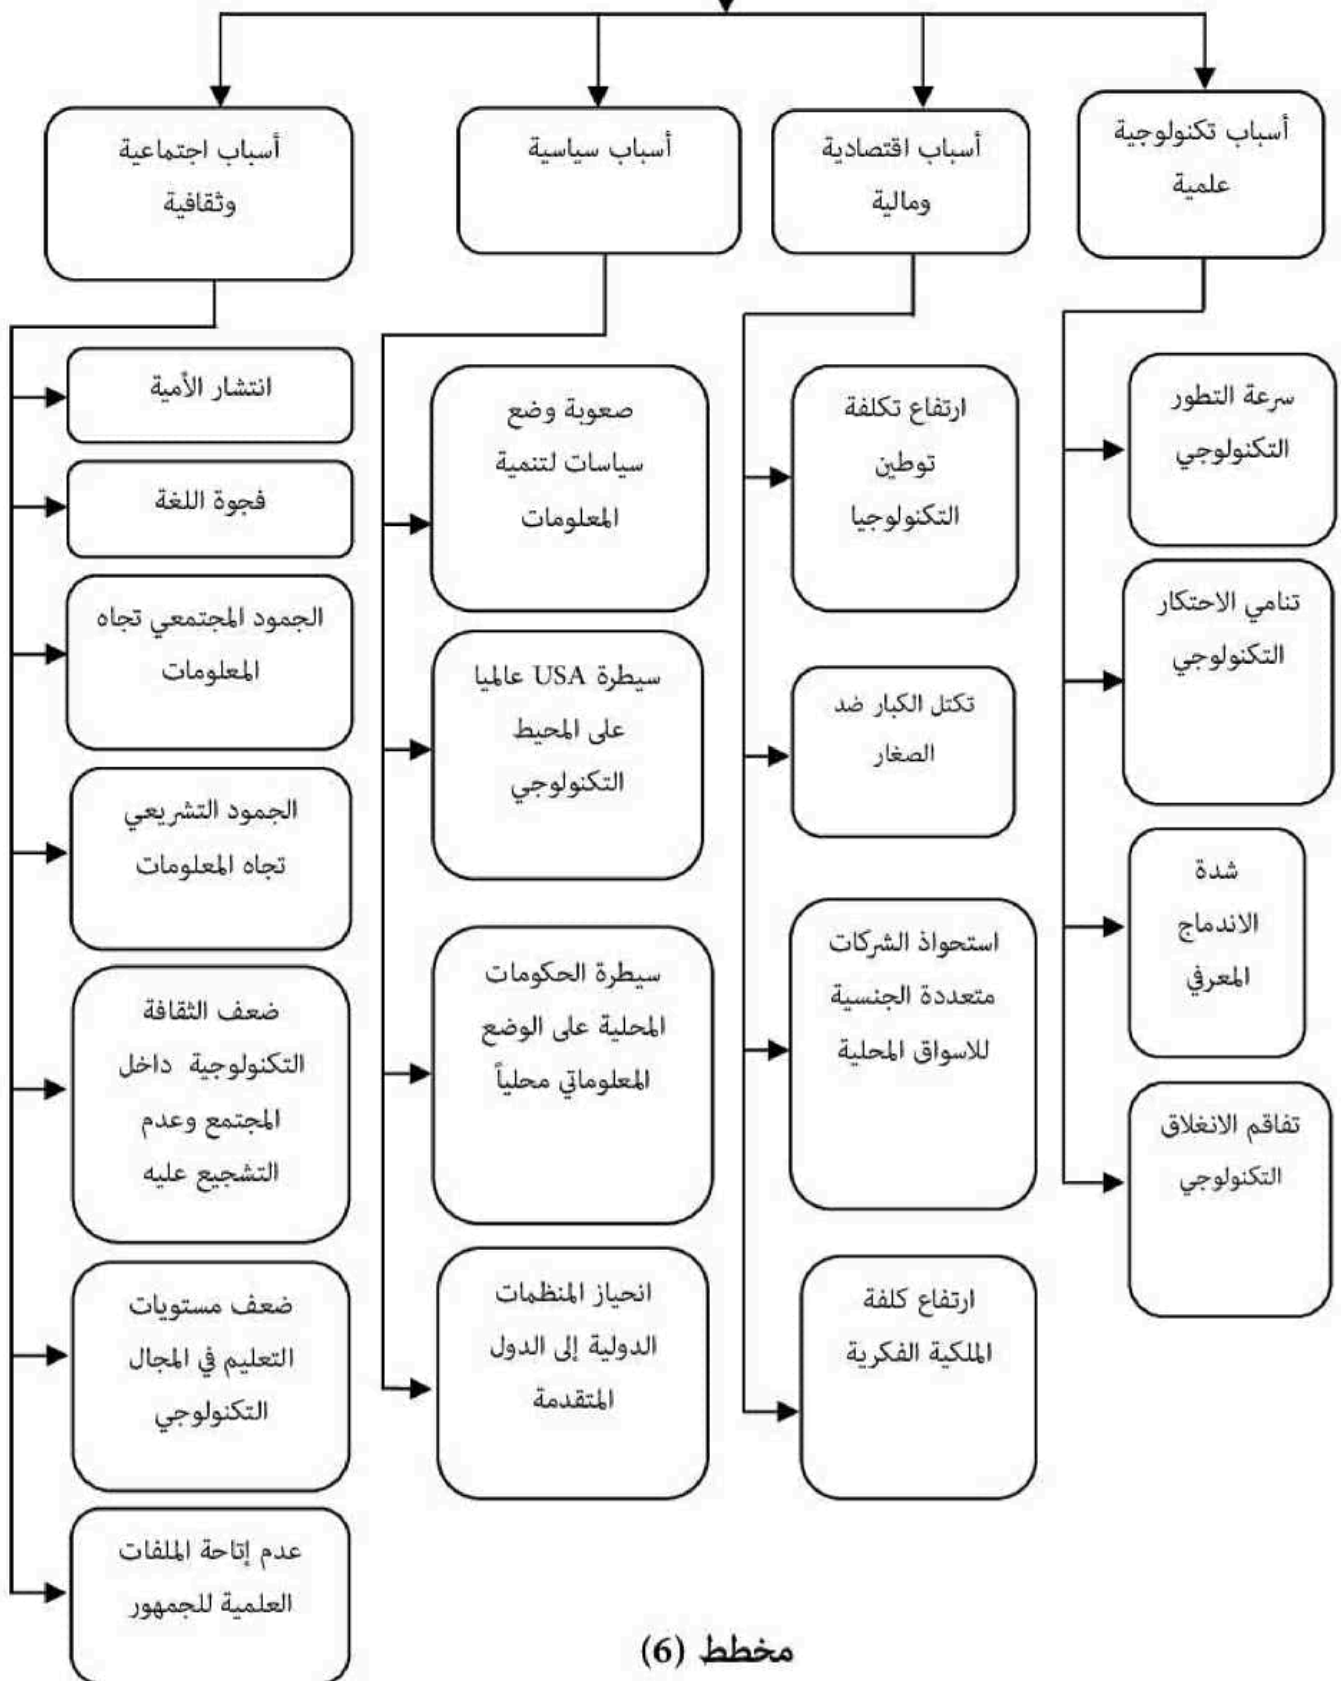 أسباب تكنولوجية
علمية
سرعة التطور
التكنولوجي
تنامي الاحتكار
التكنولوجي
شدة
الاندماج
المعرفي
تفاقم الانغلاق
التكنولوجي
أسباب اقتصادية
ومالية
ارتفاع تكلفة
توطين
التكنولوجيا
تكتل الكبار ضد
الصغار
استحواذ الشركات
متعددة الجنسية
للاسواق المحلية
ارتفاع كلفة
الملكية الفكرية
أسباب سياسية
صعوبة وضع
سياسات لتنمية
المعلومات
سيطرة USA عالميا
على المحيط
التكنولوجي
سيطرة الحكومات
المحلية على الوضع
المعلوماتي محلياً
انحياز المنظمات
الدولية إلى الدول
المتقدمة
أسباب اجتماعية
وثقافية
انتشار الأمية
فجوة اللغة
الجمود المجتمعي تجاه
المعلومات
الجمود التشريعي
تجاه المعلومات
ضعف الثقافة
التكنولوجية داخل
المجتمع وعدم
التشجيع عليه
ضعف مستويات
التعليم في المجال
التكنولوجي
عدم إتاحة الملفات
العلمية للجمهور
مخطط (6)